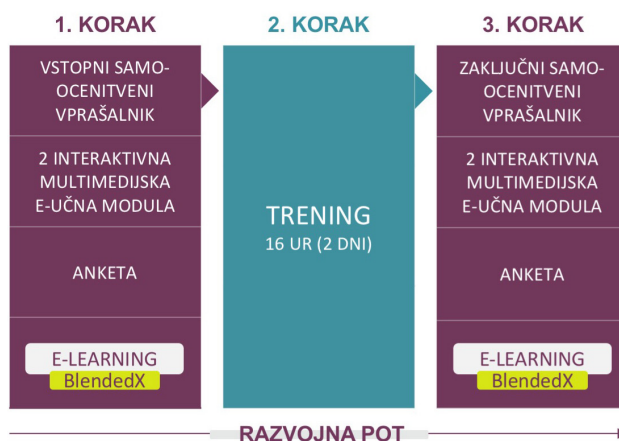 1. KORAK
VSTOPNI SAMO-
OCENITVENI
VPRAŠALNIK
2 INTERAKTIVNA
MULTIMEDIJSKA
E-UČNA MODULA
ANKETA
E-LEARNING
BlendedX
2. KORAK
TRENING
16 UR (2 DNI)
3. KORAK
ZAKLJUČNI SAMO-
OCENITVENI
VPRAŠALNIK
2 INTERAKTIVNA
MULTIMEDIJSKA
E-UČNA MODULA
ANKETA
E-LEARNING
BlendedX
RAZVOJNA POT